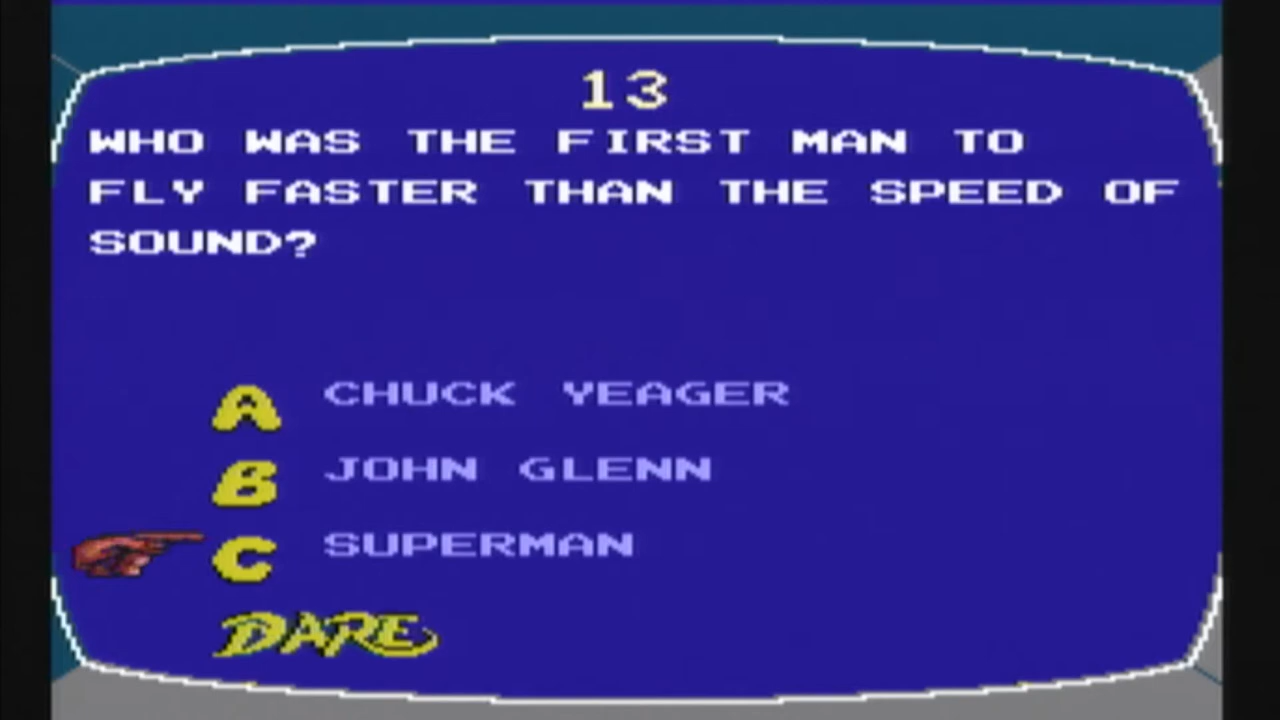 13
WHO WAS THE FIRST MAN TO
FLY FASTER THAN THE SPEED OF
SOUND?
A CHUCK YEAGER
B JOHN GLENN
C SUPERMAN
DARE